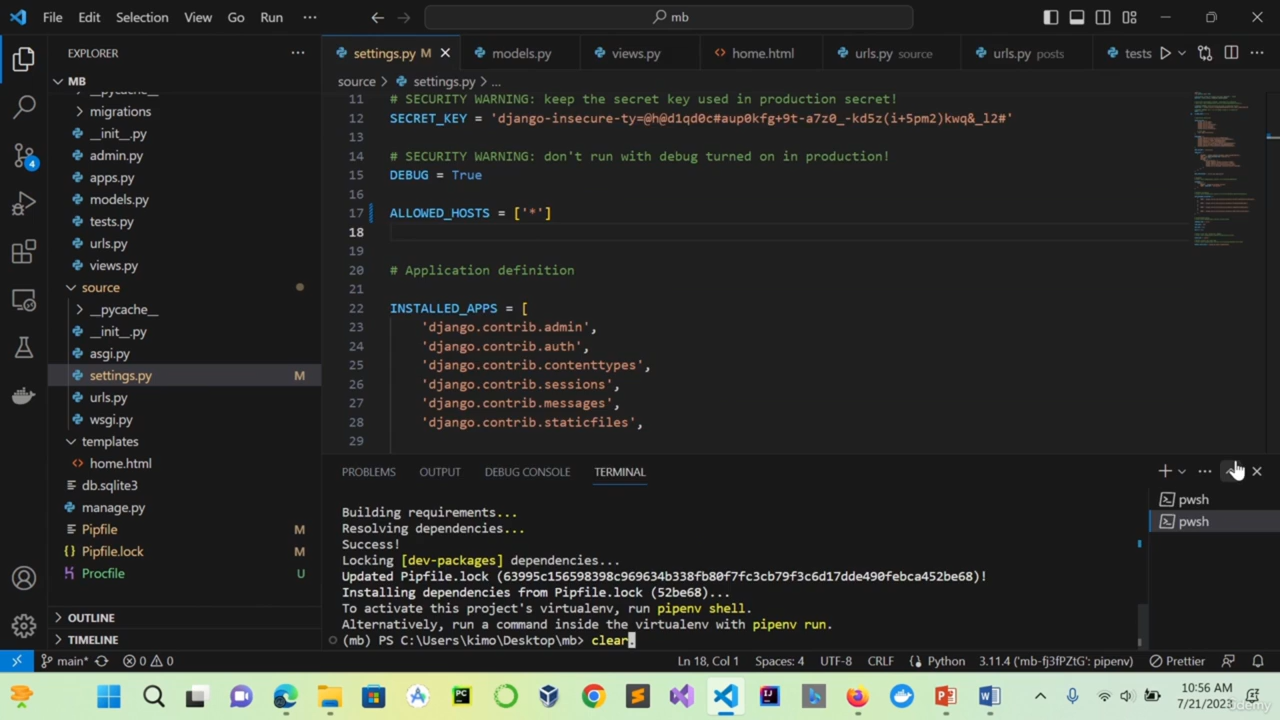 File Edit Selection View Go Run ··· mb
EXPLORER ···
MB
__pycache__
migrations
__init__.py
admin.py
apps.py
models.py
tests.py
urls.py
views.py
source
__pycache__
__init__.py
asgi.py
settings.py M
urls.py
wsgi.py
templates
home.html
db.sqlite3
manage.py
Pipfile M
Pipfile.lock M
Procfile U
OUTLINE
TIMELINE
4
settings.py M models.py views.py home.html urls.py source urls.py posts tests
source > settings.py > ...
11 # SECURITY WARNING: keep the secret key used in production secret!
12 SECRET_KEY = 'django-insecure-ty=@h@d1qd0c#aup0kfg+9t-a7z0_-kd5z(i+5pm2)kwq&_l2#'
13
14 # SECURITY WARNING: don't run with debug turned on in production!
15 DEBUG = True
16
17 ALLOWED_HOSTS = ['*']
18
19
20 # Application definition
21
22 INSTALLED_APPS = [
23 'django.contrib.admin',
24 'django.contrib.auth',
25 'django.contrib.contenttypes',
26 'django.contrib.sessions',
27 'django.contrib.messages',
28 'django.contrib.staticfiles',
29
PROBLEMS OUTPUT DEBUG CONSOLE TERMINAL
pwsh
pwsh
Building requirements...
Resolving dependencies...
Success!
Locking [dev-packages] dependencies...
Updated Pipfile.lock (63995c156598398c969634b338fb80f7fc3cb79f3c6d17dde490febca452be68)!
Installing dependencies from Pipfile.lock (52be68)...
To activate this project's virtualenv, run pipenv shell.
Alternatively, run a command inside the virtualenv with pipenv run.
(mb) PS C:\Users\kimo\Desktop\mb> clear.
main* 0 0 Ln 18, Col 1 Spaces: 4 UTF-8 CRLF Python 3.11.4 ('mb-fj3fPZtG': pipenv) Prettier
10:56 AM
7/21/2023
Udemy